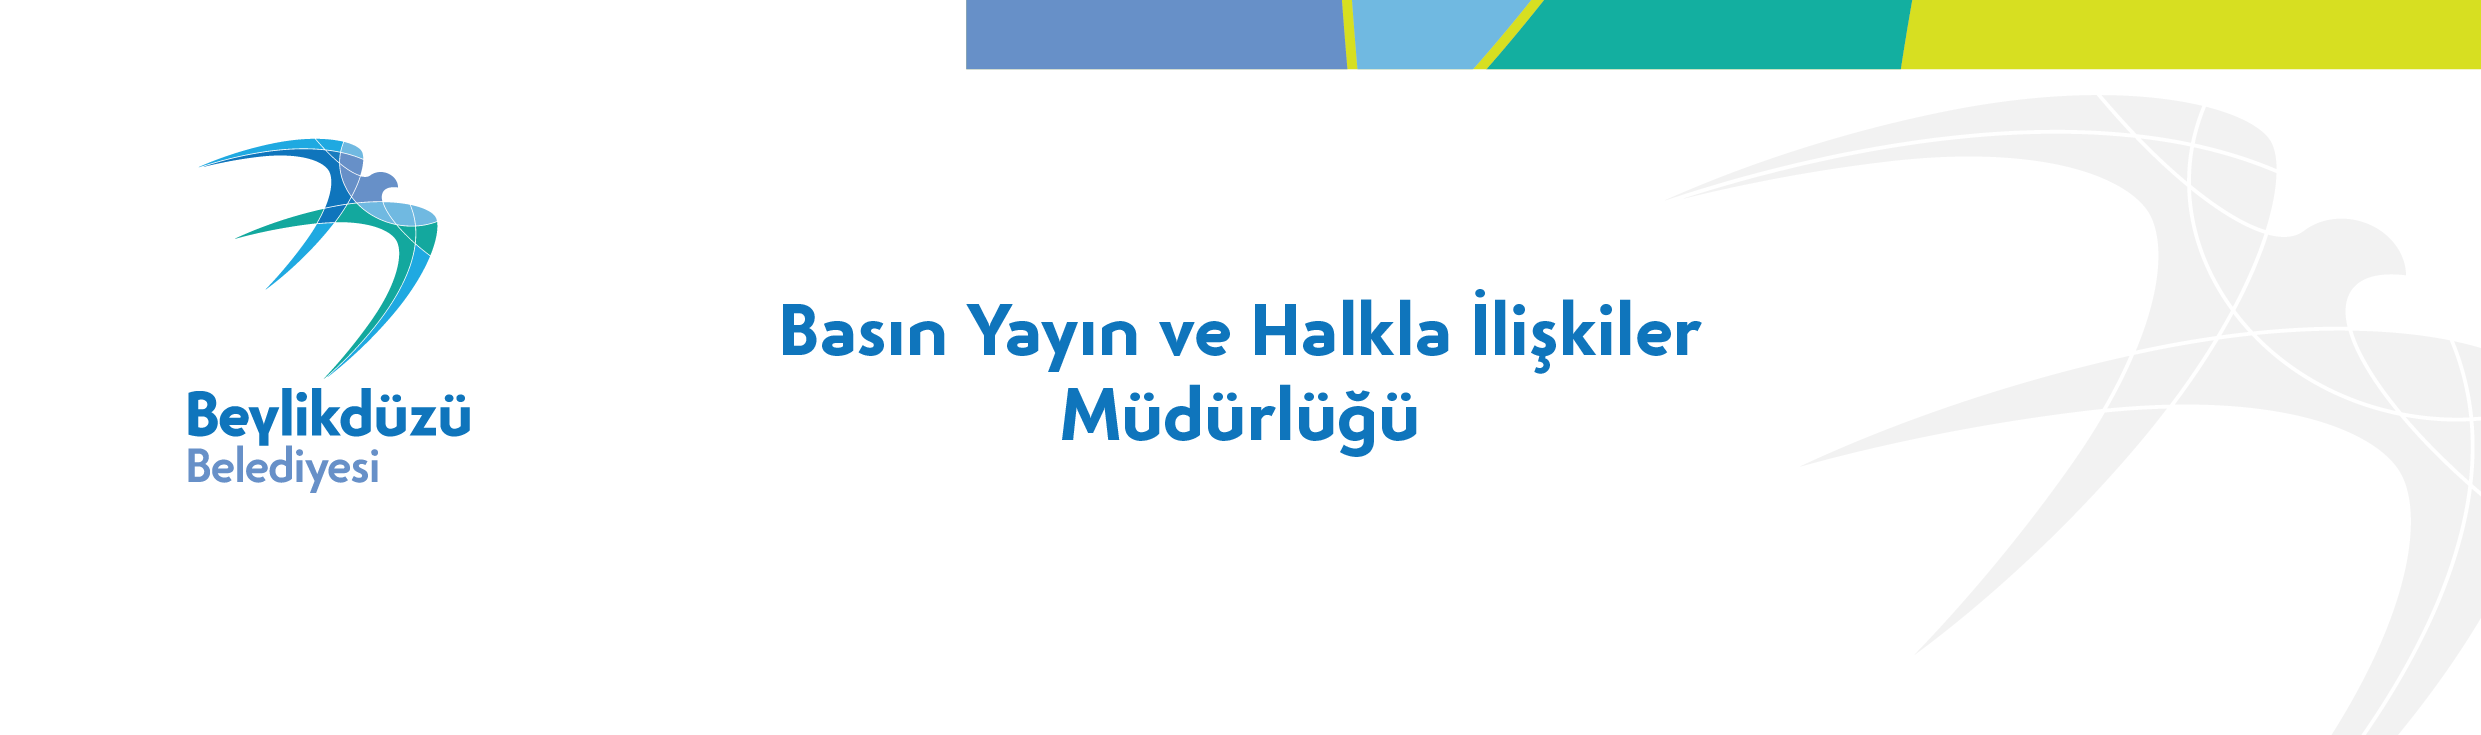 Basın Yayın ve Halkla İlişkiler
Müdürlüğü
Beylikdüzü
Belediyesi